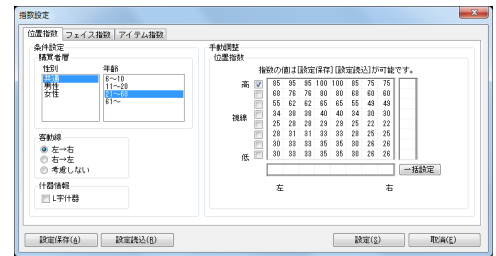 指数設定
位置指数 フェイス指数 アイテム指数
条件設定
購買者層
性別
共通
男性
女性
年齢
6～10
11～20
21～60
61～
客動線
左→右
右→左
考慮しない
什器情報
L字什器
手動調整
位置指数
指数の値は[設定保存][設定読込]が可能です。
高 85 95 95 100 100 85 75 75
68 76 76 80 80 68 60 60
55 62 62 65 65 55 49 49
視線 34 38 38 40 40 34 30 30
25 28 28 29 29 25 22 22
28 31 31 33 33 28 25 25
30 33 33 35 35 30 26 26
低 30 33 33 35 35 30 26 26
一括設定
左 右
設定保存(A) 設定読込(R) 設定(S) 取消(E)